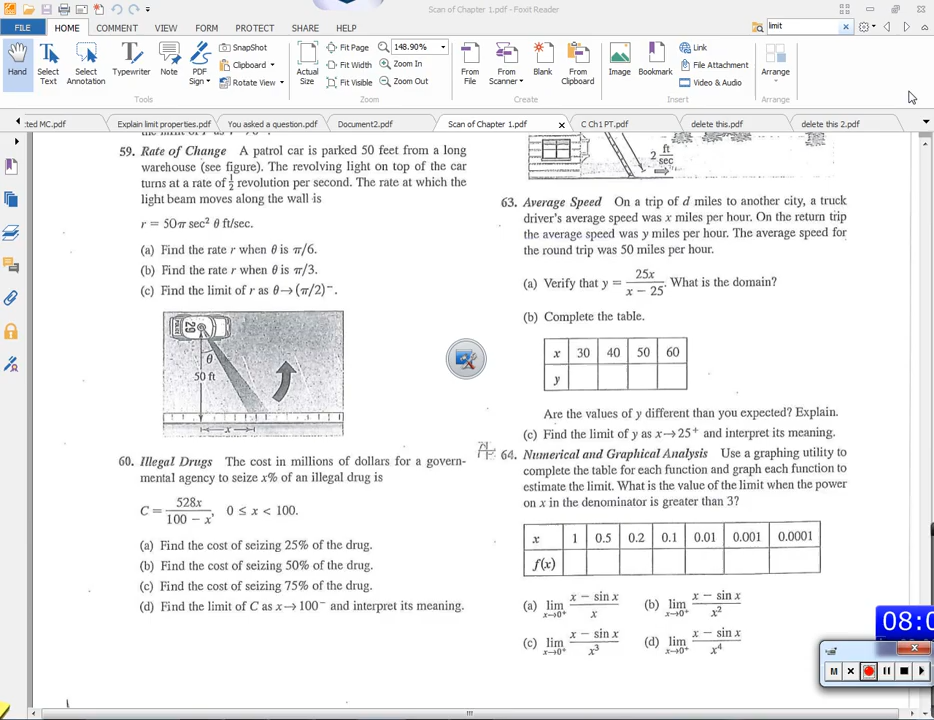 Scan of Chapter 1.pdf - Foxit Reader
FILE HOME COMMENT VIEW FORM PROTECT SHARE HELP
limit
Hand
Select Text
Select Annotation
Typewriter
Note
PDF Sign
SnapShot
Clipboard
Rotate View
Tools
Actual Size
Fit Page
Fit Width
Fit Visible
148.90%
Zoom In
Zoom Out
Zoom
From File
From Scanner
Blank
From Clipboard
Create
Image
Bookmark
Link
File Attachment
Video & Audio
Insert
Arrange
Arrange
ted MC.pdf
Explain limit properties.pdf
You asked a question.pdf
Document2.pdf
Scan of Chapter 1.pdf
C Ch1 PT.pdf
delete this.pdf
delete this 2.pdf
59. Rate of Change A patrol car is parked 50 feet from a long
warehouse (see figure). The revolving light on top of the car
turns at a rate of 1/2 revolution per second. The rate at which the
light beam moves along the wall is
r = 50π sec² θ ft/sec.
(a) Find the rate r when θ is π/6.
(b) Find the rate r when θ is π/3.
(c) Find the limit of r as θ→(π/2)⁻.
θ
50 ft
x
60. Illegal Drugs The cost in millions of dollars for a govern-
mental agency to seize x% of an illegal drug is
C = 528x / 100 − x, 0 ≤ x < 100.
(a) Find the cost of seizing 25% of the drug.
(b) Find the cost of seizing 50% of the drug.
(c) Find the cost of seizing 75% of the drug.
(d) Find the limit of C as x→100⁻ and interpret its meaning.
2 ft/sec
63. Average Speed On a trip of d miles to another city, a truck
driver's average speed was x miles per hour. On the return trip
the average speed was y miles per hour. The average speed for
the round trip was 50 miles per hour.
(a) Verify that y = 25x / x − 25. What is the domain?
(b) Complete the table.
x 30 40 50 60
y
Are the values of y different than you expected? Explain.
(c) Find the limit of y as x→25⁺ and interpret its meaning.
64. Numerical and Graphical Analysis Use a graphing utility to
complete the table for each function and graph each function to
estimate the limit. What is the value of the limit when the power
on x in the denominator is greater than 3?
x 1 0.5 0.2 0.1 0.01 0.001 0.0001
f(x)
(a) lim x→0⁺ x − sin x / x (b) lim x→0⁺ x − sin x / x²
(c) lim x→0⁺ x − sin x / x³ (d) lim x→0⁺ x − sin x / x⁴
08:0
M